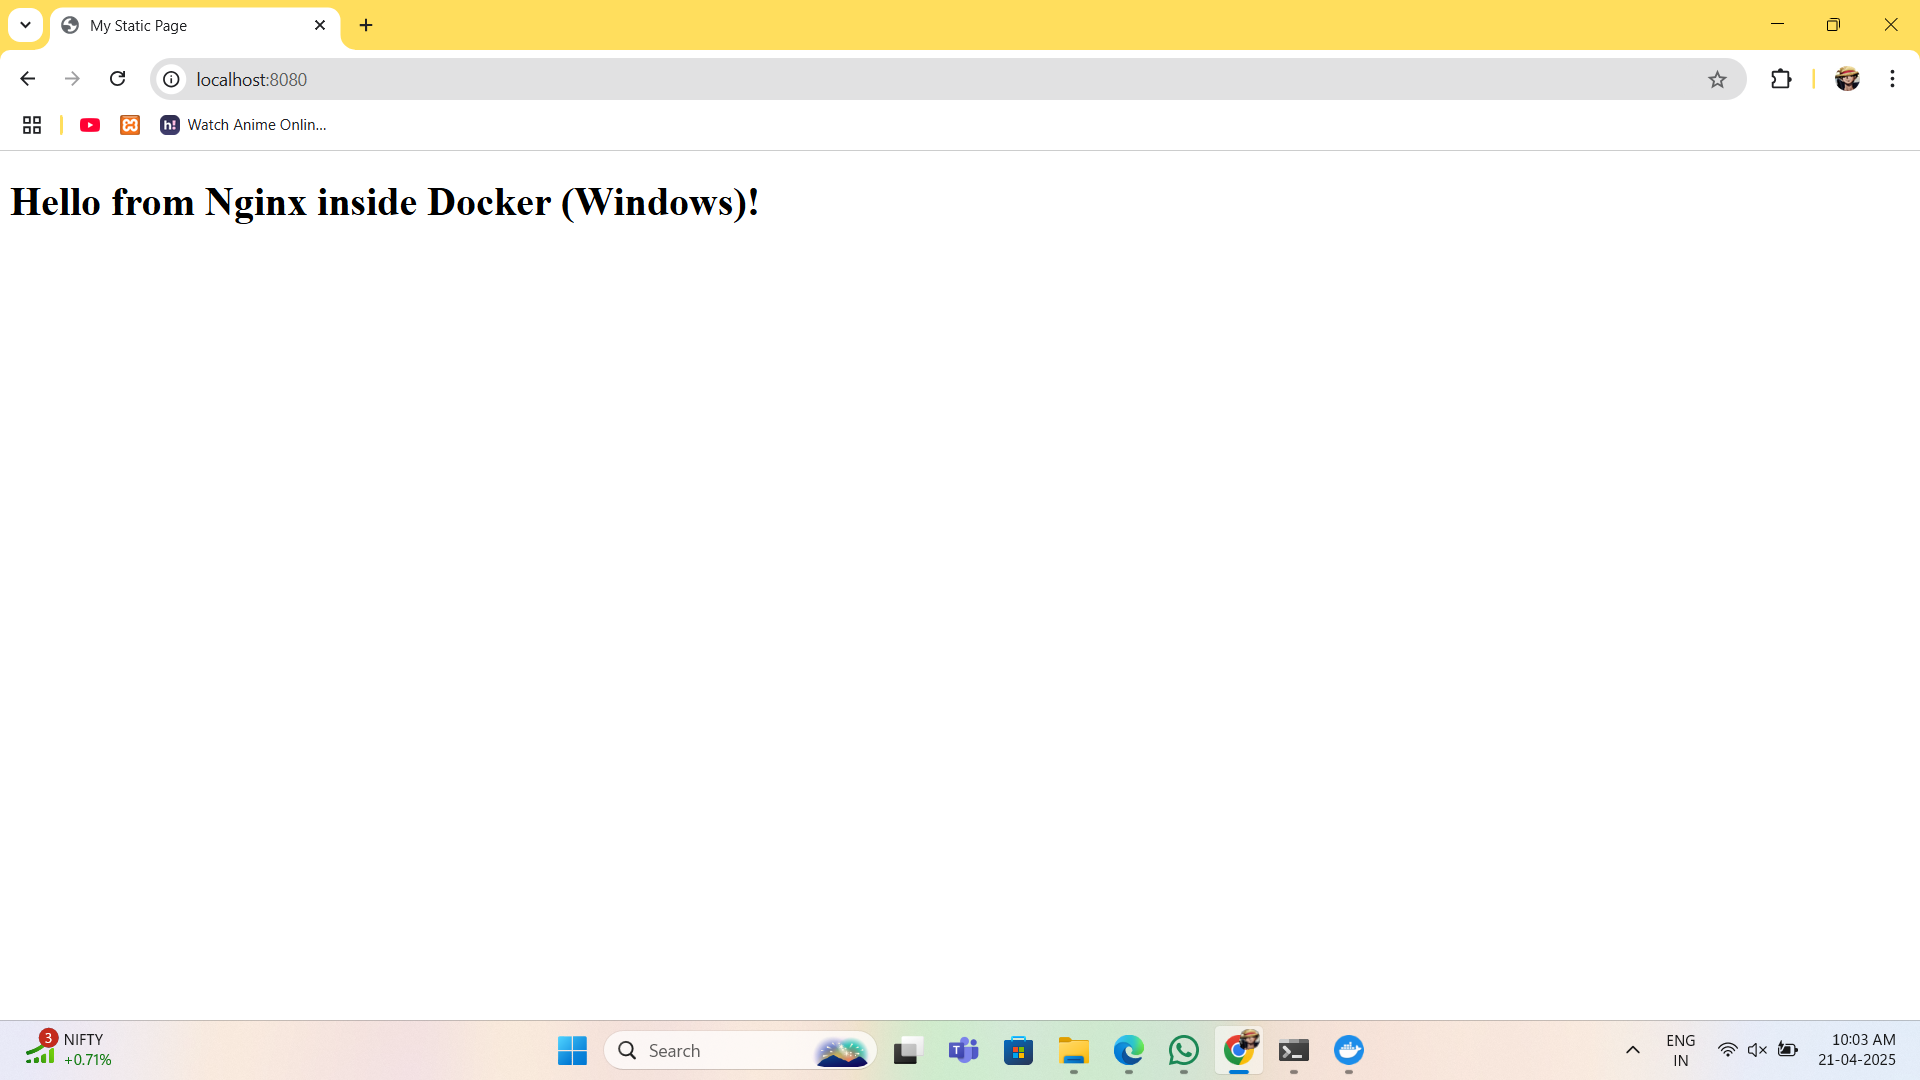 My Static Page
localhost:8080
h!
Watch Anime Onlin...
Hello from Nginx inside Docker (Windows)!
3
NIFTY
+0.71%
Search
T
ENG
IN
10:03 AM
21-04-2025